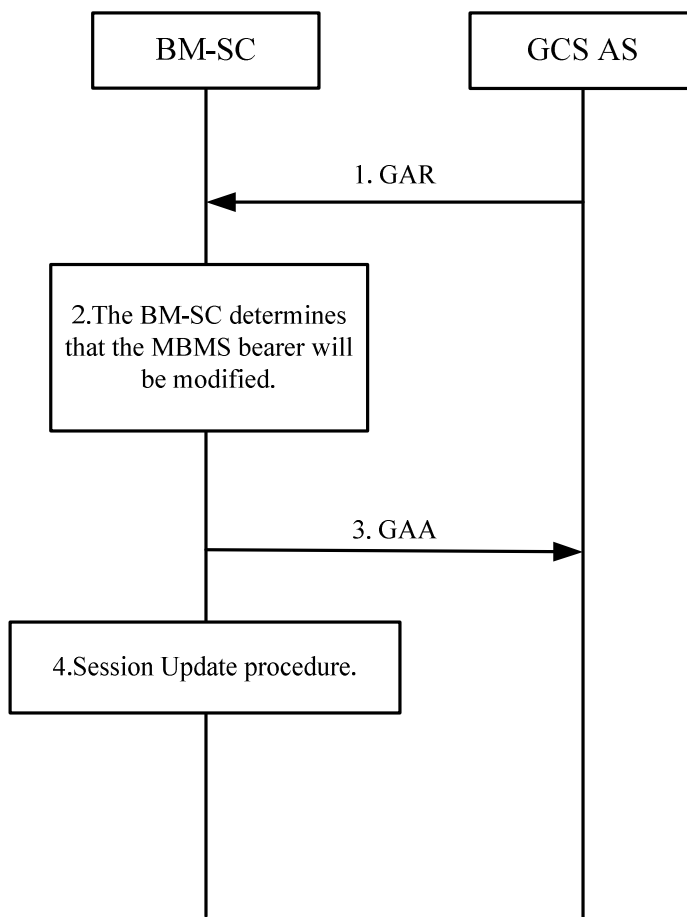 BM-SC
GCS AS
1. GAR
2.The BM-SC determines
that the MBMS bearer will
be modified.
3. GAA
4.Session Update procedure.